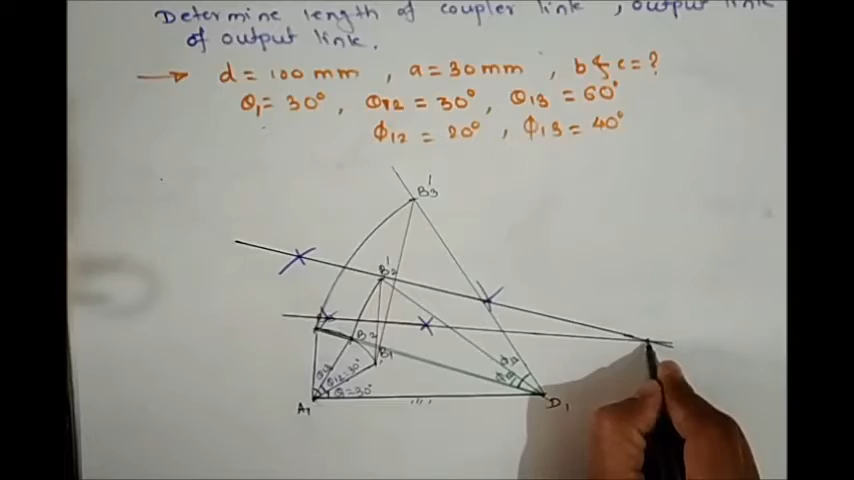 Determine length of coupler link , output link
of output link.
→ d = 100 mm , a = 30 mm , b & c = ?
θ₁ = 30° , θ₁₂ = 30° , θ₁₃ = 60°
φ₁₂ = 20° , φ₁₃ = 40°
B₃'
B₂'
B₂
B₁
θ₁₂=30°
θ=30°
A₁
D₁